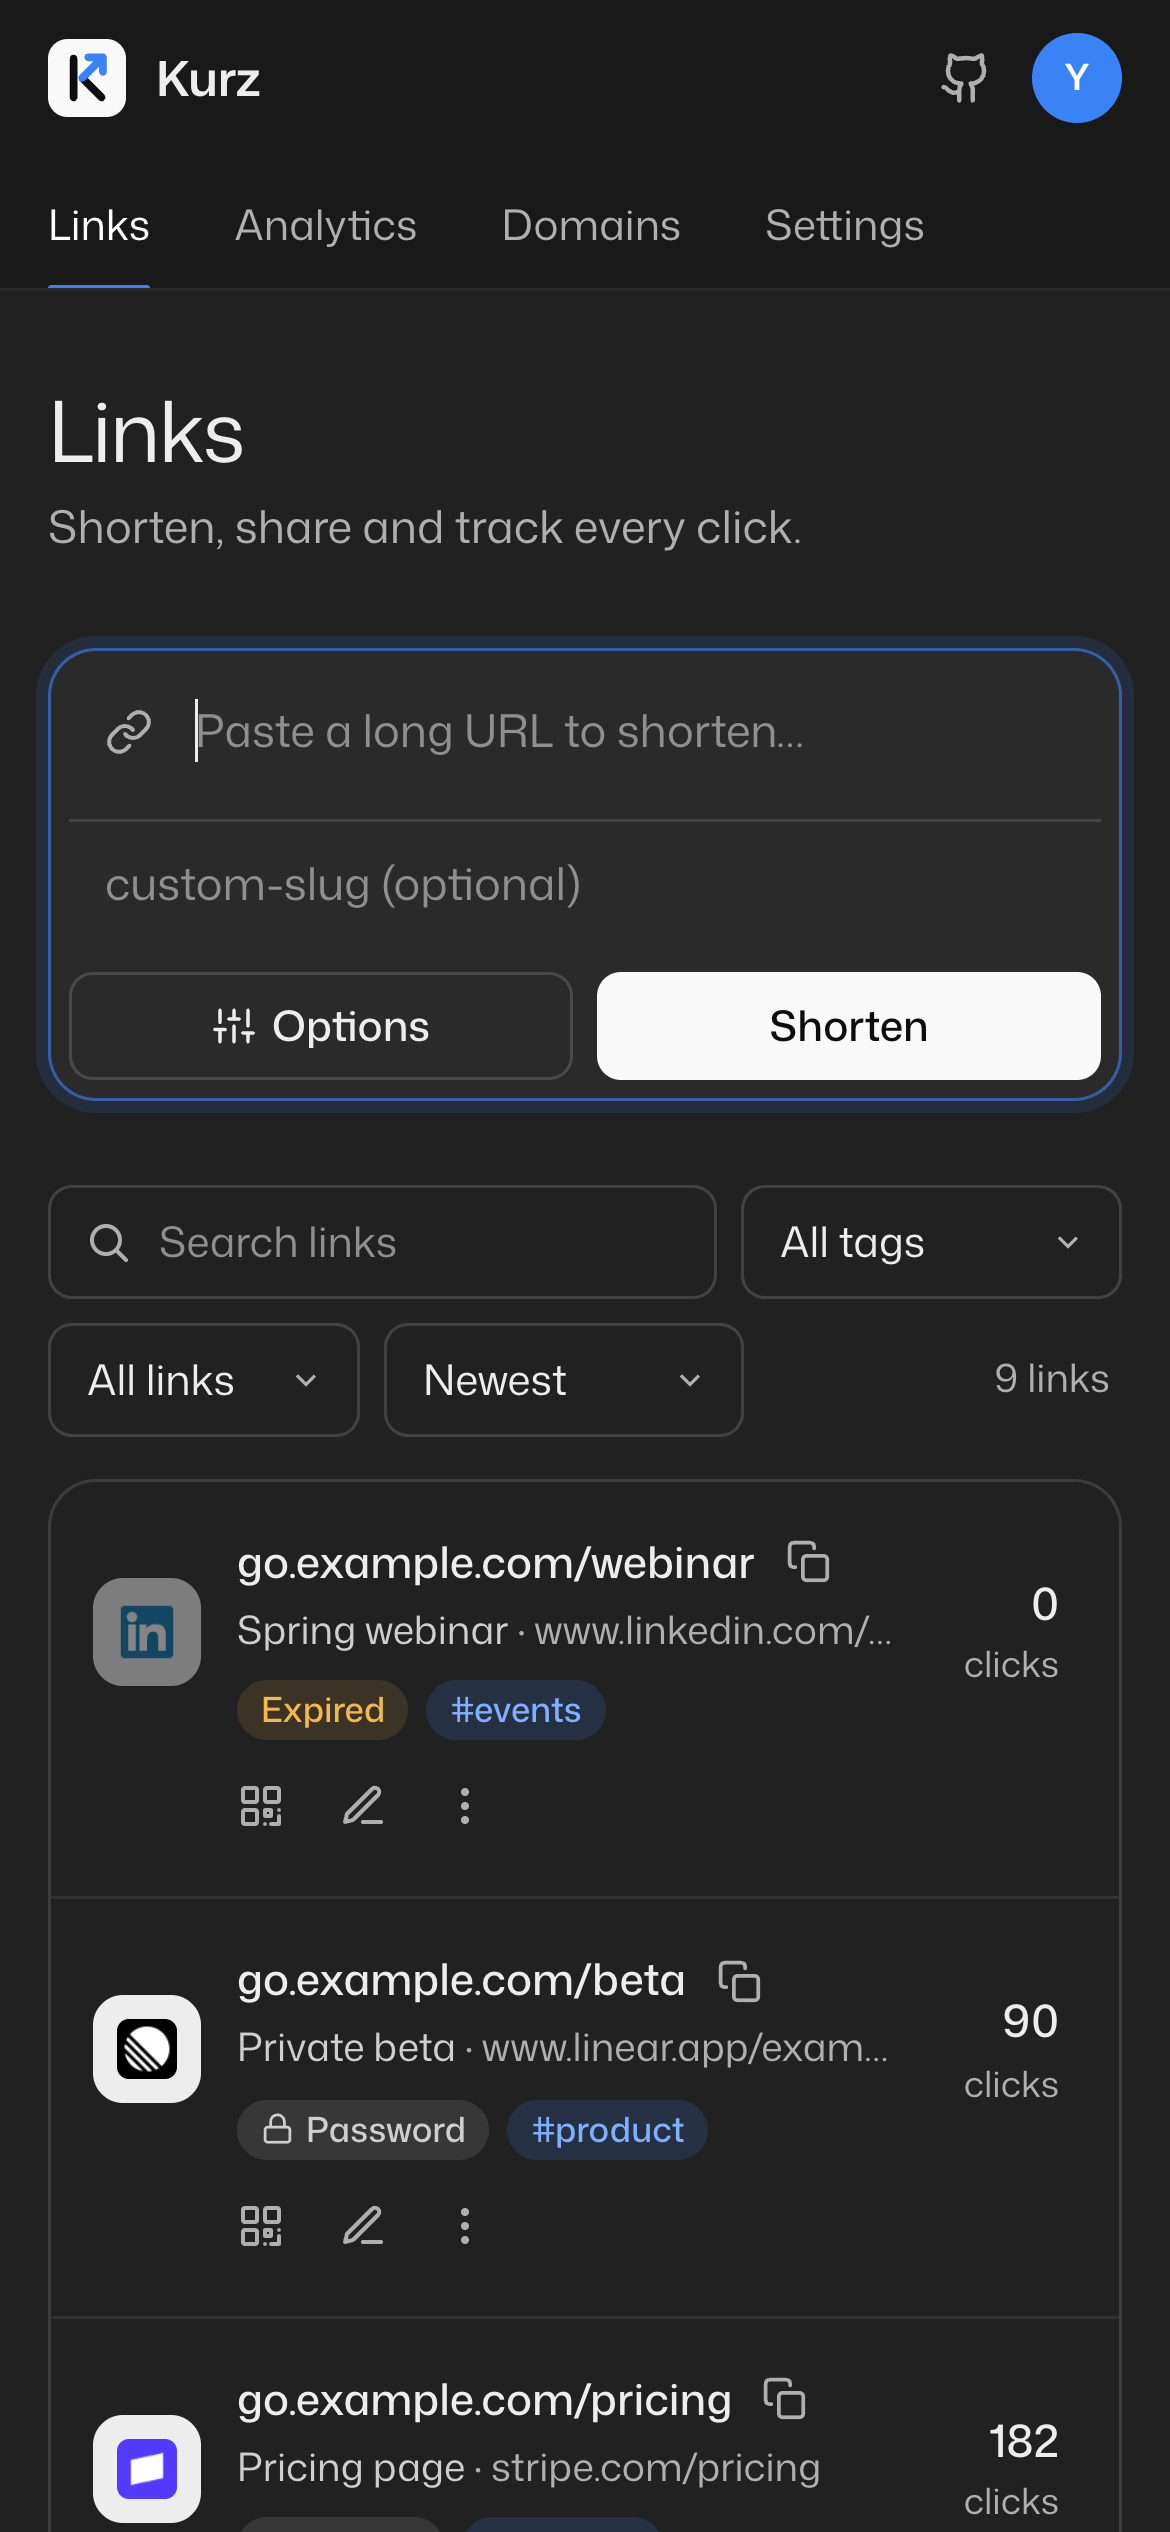 Kurz
Y
Links Analytics Domains Settings
Links
Shorten, share and track every click.
Paste a long URL to shorten...
custom-slug (optional)
Options Shorten
Search links All tags
All links Newest 9 links
go.example.com/webinar
0
Spring webinar · www.linkedin.com/...
clicks
Expired #events
go.example.com/beta
90
Private beta · www.linear.app/exam...
clicks
Password #product
go.example.com/pricing
182
Pricing page · stripe.com/pricing
clicks